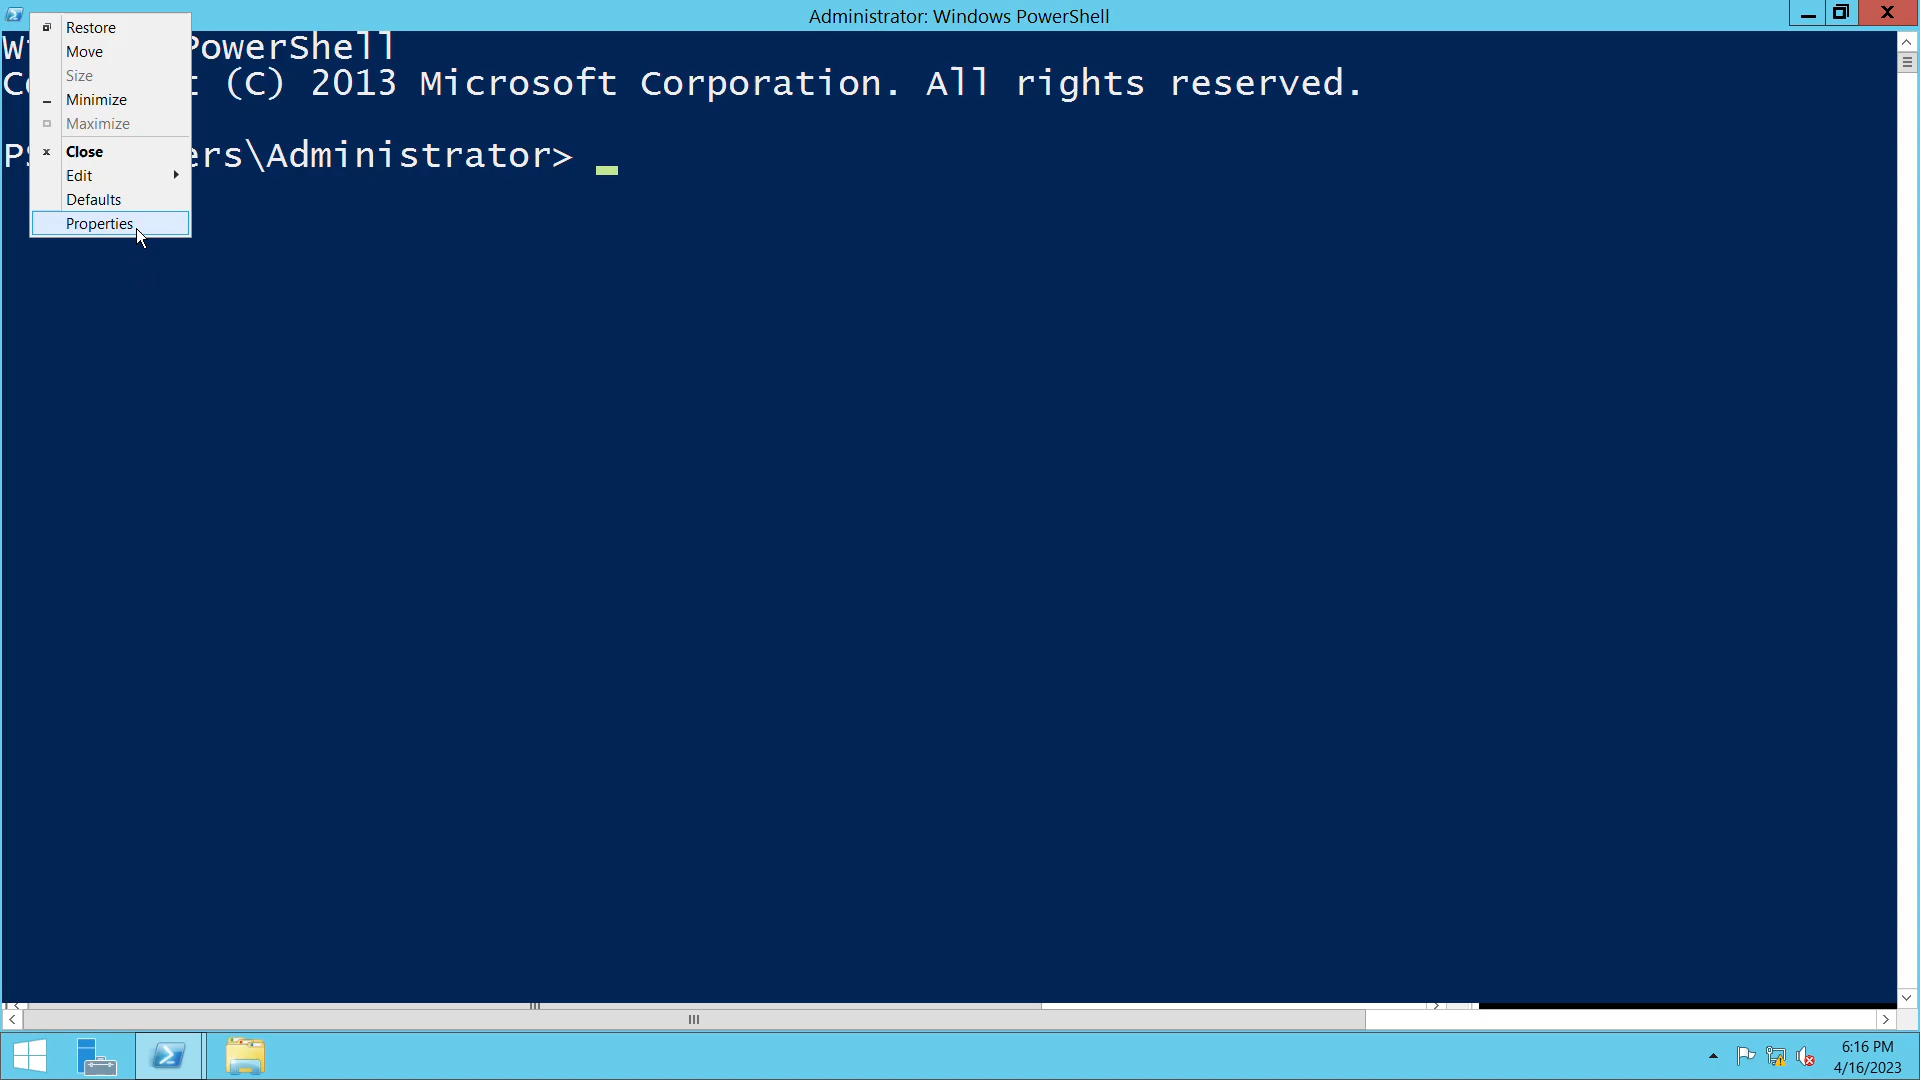 Administrator: Windows PowerShell
Restore
Move
Size
Minimize
Maximize
Close
Edit
Defaults
Properties
PowerShell
(C) 2013 Microsoft Corporation. All rights reserved.
ers\Administrator>
6:16 PM
4/16/2023